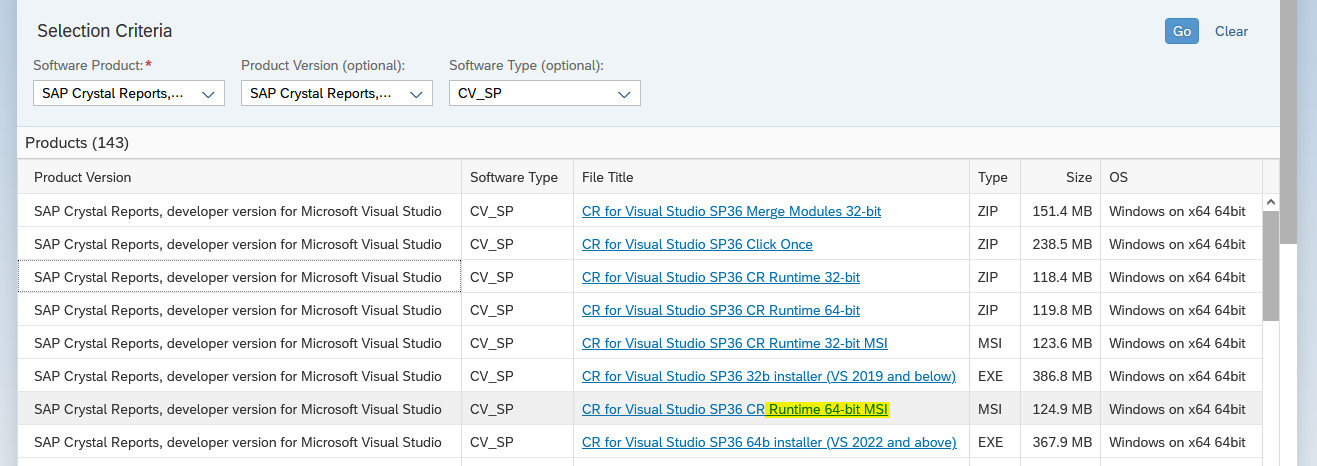 Selection Criteria
Go Clear
Software Product:* Product Version (optional): Software Type (optional):
SAP Crystal Reports,... SAP Crystal Reports,... CV_SP
Products (143)
Product Version Software Type File Title Type Size OS
SAP Crystal Reports, developer version for Microsoft Visual Studio CV_SP CR for Visual Studio SP36 Merge Modules 32-bit ZIP 151.4 MB Windows on x64 64bit
SAP Crystal Reports, developer version for Microsoft Visual Studio CV_SP CR for Visual Studio SP36 Click Once ZIP 238.5 MB Windows on x64 64bit
SAP Crystal Reports, developer version for Microsoft Visual Studio CV_SP CR for Visual Studio SP36 CR Runtime 32-bit ZIP 118.4 MB Windows on x64 64bit
SAP Crystal Reports, developer version for Microsoft Visual Studio CV_SP CR for Visual Studio SP36 CR Runtime 64-bit ZIP 119.8 MB Windows on x64 64bit
SAP Crystal Reports, developer version for Microsoft Visual Studio CV_SP CR for Visual Studio SP36 CR Runtime 32-bit MSI MSI 123.6 MB Windows on x64 64bit
SAP Crystal Reports, developer version for Microsoft Visual Studio CV_SP CR for Visual Studio SP36 32b installer (VS 2019 and below) EXE 386.8 MB Windows on x64 64bit
SAP Crystal Reports, developer version for Microsoft Visual Studio CV_SP CR for Visual Studio SP36 CR Runtime 64-bit MSI MSI 124.9 MB Windows on x64 64bit
SAP Crystal Reports, developer version for Microsoft Visual Studio CV_SP CR for Visual Studio SP36 64b installer (VS 2022 and above) EXE 367.9 MB Windows on x64 64bit